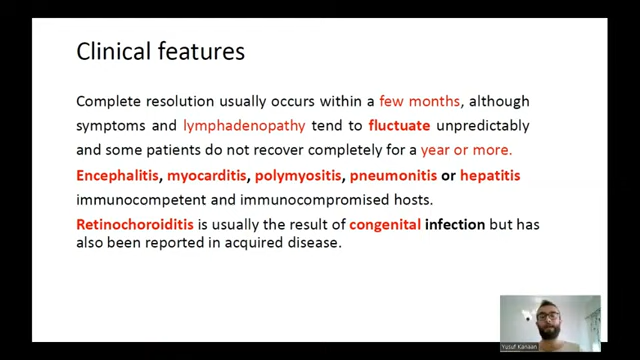 Clinical features
Complete resolution usually occurs within a few months, although
symptoms and lymphadenopathy tend to fluctuate unpredictably
and some patients do not recover completely for a year or more.
Encephalitis, myocarditis, polymyositis, pneumonitis or hepatitis
immunocompetent and immunocompromised hosts.
Retinochoroiditis is usually the result of congenital infection but has
also been reported in acquired disease.
Yusuf Kanaan